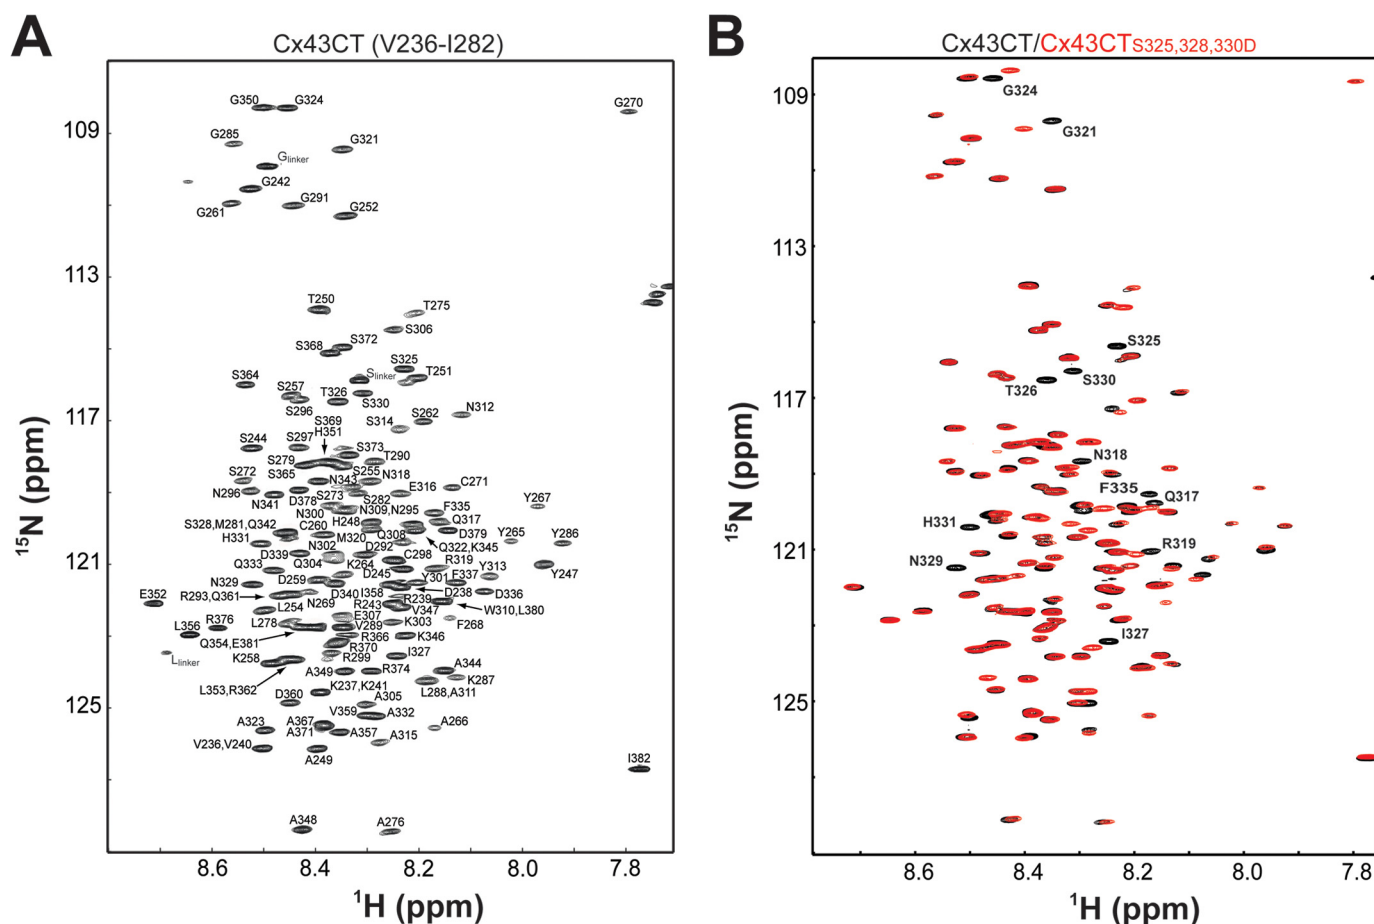 A
Cx43CT (V236-I282)
G350
G324
G270
109
G285
G321
Glinker
G242
G261
G291
G252
113
T250
T275
S306
S368
S372
S325
S364
Slinker
T251
S257
T326
S330
S296
N312
117
S369
S314
S262
H351
S244
S297
S373
S279
T290
S365
S255
S272
N343
N318
C271
N296
D378
S282
E316
N341
S273
Y267
N300
N309,N295
F335
S328,M281,Q342
C260
H248
Q317
H331
M320
Q308
D379
Y265
Y286
121
N302
D292
Q322,K345
D339
C298
R319
Q333
Q304
K264
Y313
Y247
N329
D259
D245
Y301
F337
E352
R293,Q361
D340
I358
D238
D336
N269
R243
R239
L254
V347
W310,L380
L356
R376
L278
E307
K303
F268
V289
Q354,E381
R366
K346
Llinker
R370
I327
K258
R299
A344
L353,R362
A349
R374
K287
K237,K241
L288,A311
125
D360
A305
V359
A332
A323
A367
A266
A371
A357
A315
V236,V240
A249
I382
A348
A276
15N (ppm)
8.6
8.4
8.2
8.0
7.8
1H (ppm)
B
Cx43CT/Cx43CTS325,328,330D
109
G324
G321
113
S325
S330
117
T326
N318
F335
Q317
H331
121
R319
N329
I327
125
15N (ppm)
8.6
8.4
8.2
8.0
7.8
1H (ppm)